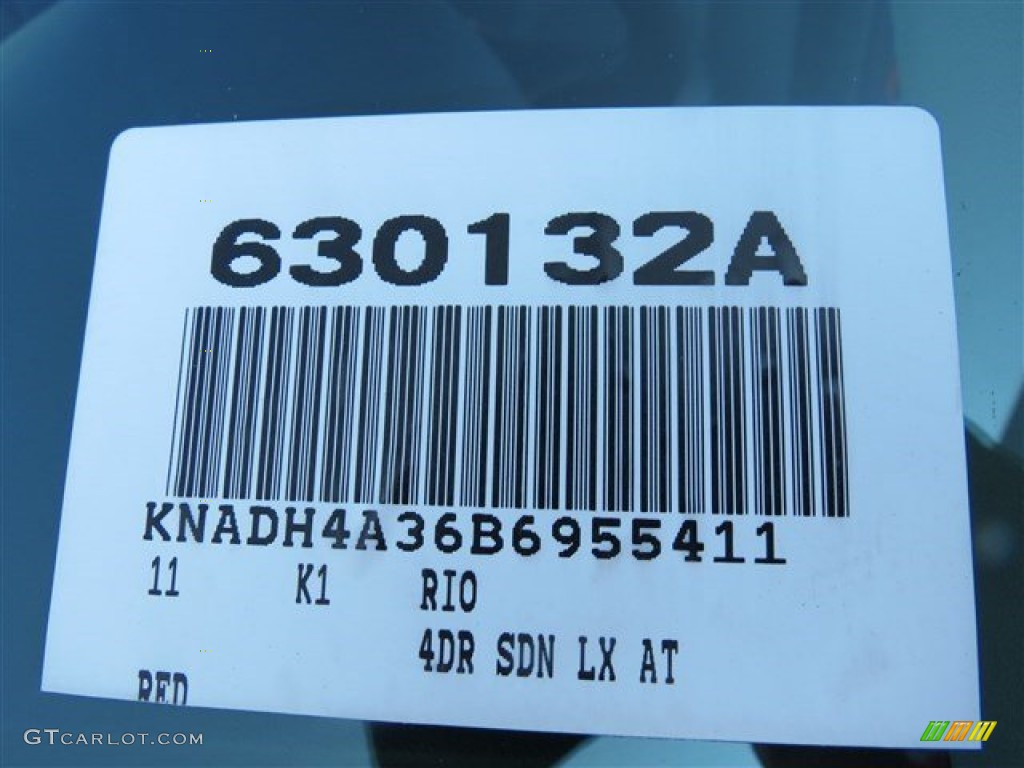 630132A
KNADH4A36B6955411
11 K1 RIO
4DR SDN LX AT
RED
GTCARLOT.COM